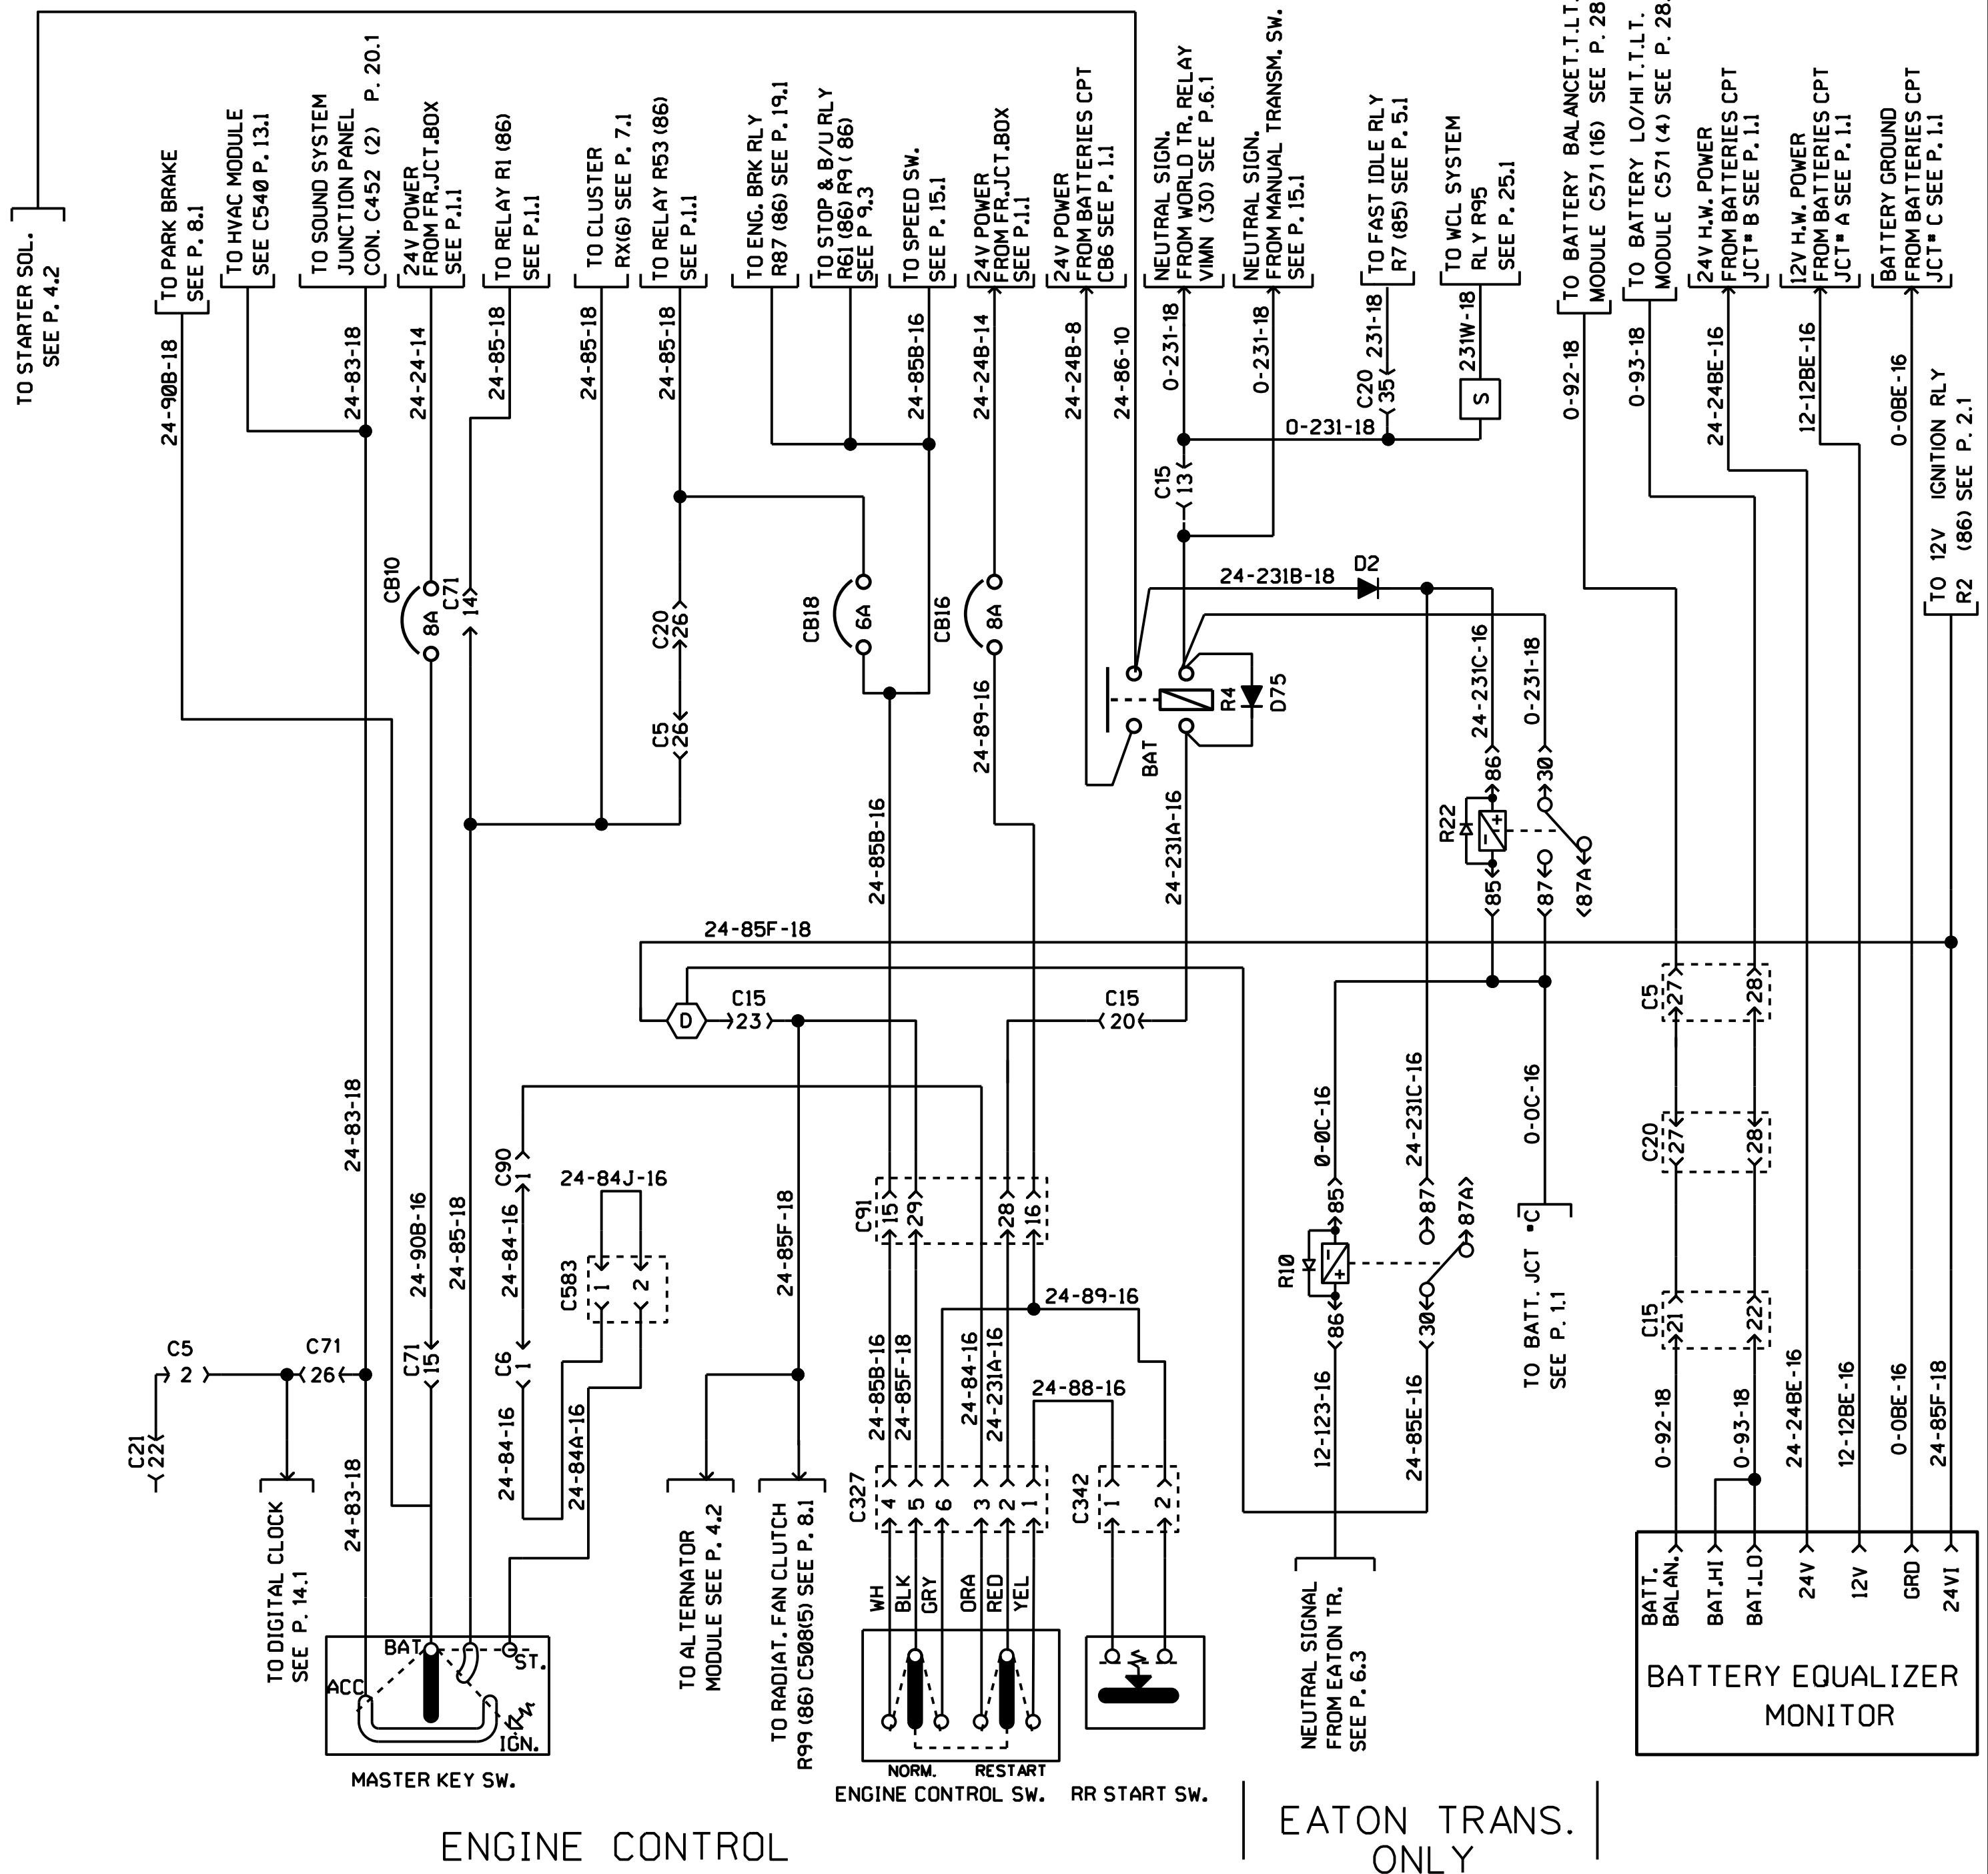 TO STARTER SOL.
SEE P. 4.2
TO PARK BRAKE
SEE P. 8.1
TO HVAC MODULE
SEE C540 P. 13.1
TO SOUND SYSTEM
JUNCTION PANEL
CON. C452 (2) P. 20.1
24V POWER
FROM FR.JCT.BOX
SEE P.1.1
TO RELAY R1 (86)
SEE P.1.1
TO CLUSTER
RX(6) SEE P. 7.1
TO RELAY R53 (86)
SEE P.1.1
TO ENG. BRK RLY
R87 (86) SEE P. 19.1
TO STOP & B/U RLY
R61 (86) R9 (86)
SEE P 9.3
TO SPEED SW.
SEE P. 15.1
24V POWER
FROM FR.JCT.BOX
SEE P.1.1
24V POWER
FROM BATTERIES CPT
CB6 SEE P. 1.1
NEUTRAL SIGN.
FROM WORLD TR. RELAY
VIMN (30) SEE P.6.1
NEUTRAL SIGN.
FROM MANUAL TRANSM. SW.
SEE P. 15.1
TO FAST IDLE RLY
R7 (85) SEE P. 5.1
TO WCL SYSTEM
RLY R95
SEE P. 25.1
TO BATTERY BALANCET.T.LT.
MODULE C571 (16) SEE P. 28
TO BATTERY LO/HI T.T.LT.
MODULE C571 (4) SEE P. 28.
24V H.W. POWER
FROM BATTERIES CPT
JCT" B SEE P. 1.1
12V H.W. POWER
FROM BATTERIES CPT
JCT" A SEE P. 1.1
BATTERY GROUND
FROM BATTERIES CPT
JCT" C SEE P. 1.1
TO 12V IGNITION RLY
R2 (86) SEE P. 2.1
24-90B-18
24-83-18
24-24-14
24-85-18
24-85-18
24-85-18
24-85B-16
24-24B-14
24-24B-8
24-86-10
0-231-18
0-231-18
231-18
C20
35
231W-18
S
0-231-18
0-92-18
0-93-18
24-24BE-16
12-12BE-16
0-0BE-16
C15
13
CB10
8A
C71
14
C20
26
C5
26
CB18
6A
CB16
8A
24-89-16
24-231B-18
D2
R4
D75
BAT
24-231C-16
0-231-18
86
30
R22
85
87
87A
24-85B-16
24-231A-16
24-85F-18
D
C15
23
C15
20
C5
27
28
C20
27
28
C15
21
22
24-83-18
24-90B-16
24-85-18
C90
1
24-84-16
24-84J-16
C583
1
2
24-85F-18
C91
15
29
28
16
24-89-16
0-0C-16
24-231C-16
0-0C-16
85
87
87A
R10
86
30
TO BATT. JCT "C
SEE P. 1.1
C5
2
C71
26
C71
15
C6
1
C21
22
24-83-18
24-84-16
24-84A-16
24-85B-16
24-85F-18
24-84-16
24-231A-16
24-88-16
12-123-16
24-85E-16
0-92-18
0-93-18
24-24BE-16
12-12BE-16
0-0BE-16
24-85F-18
TO DIGITAL CLOCK
SEE P. 14.1
TO ALTERNATOR
MODULE SEE P. 4.2
TO RADIAT. FAN CLUTCH
R99 (86) C508(5) SEE P. 8.1
C327
4
5
6
3
2
1
C342
1
2
WH
BLK
GRY
ORA
RED
YEL
NEUTRAL SIGNAL
FROM EATON TR.
SEE P. 6.3
BATT.
BALAN.
BAT.HI
BAT.LO
24V
12V
GRD
24VI
BATTERY EQUALIZER
MONITOR
BAT
ST.
ACC
IGN.
MASTER KEY SW.
NORM.
RESTART
ENGINE CONTROL SW.
RR START SW.
ENGINE CONTROL
EATON TRANS.
ONLY